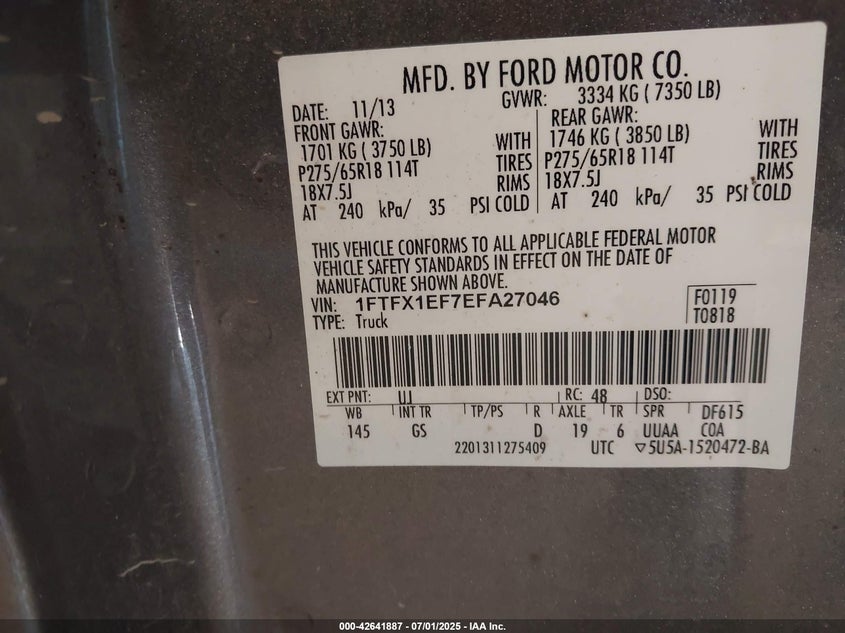 MFD. BY FORD MOTOR CO.
DATE: 11/13 GVWR: 3334 KG ( 7350 LB)
FRONT GAWR: REAR GAWR:
1701 KG ( 3750 LB) WITH 1746 KG ( 3850 LB) WITH
P275/65R18 114T TIRES P275/65R18 114T TIRES
18X7.5J RIMS 18X7.5J RIMS
AT 240 kPa/ 35 PSI COLD AT 240 kPa/ 35 PSI COLD
THIS VEHICLE CONFORMS TO ALL APPLICABLE FEDERAL MOTOR
VEHICLE SAFETY STANDARDS IN EFFECT ON THE DATE OF
MANUFACTURE SHOWN ABOVE.
VIN: 1FTFX1EF7EFA27046 F0119
TYPE: Truck T0818
EXT PNT: UJ RC: 48 DSO:
WB INT TR TP/PS R AXLE TR SPR DF615
145 GS D 19 6 UUAA COA
2201311275409 UTC ▽5U5A-1520472-BA
000-42641887 - 07/01/2025 - IAA Inc.